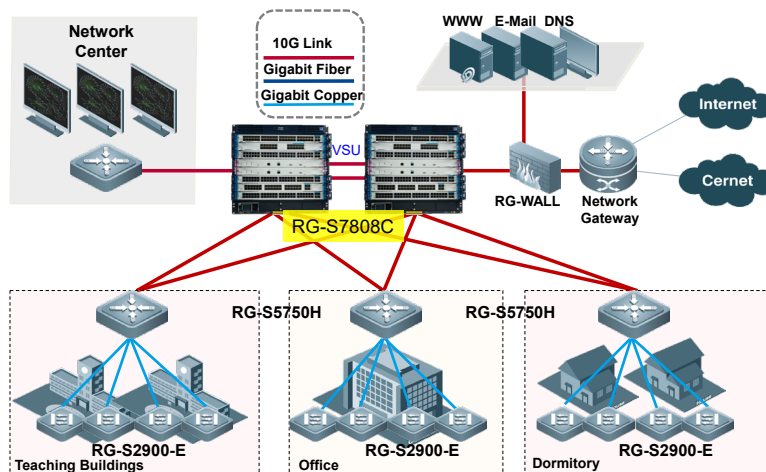 Network
Center
10G Link
Gigabit Fiber
Gigabit Copper
WWW E-Mail DNS
VSU
Internet
Cernet
RG-WALL
Network
Gateway
RG-S7808C
RG-S5750H
RG-S5750H
RG-S2900-E
RG-S2900-E
RG-S2900-E
Teaching Buildings
Office
Dormitory